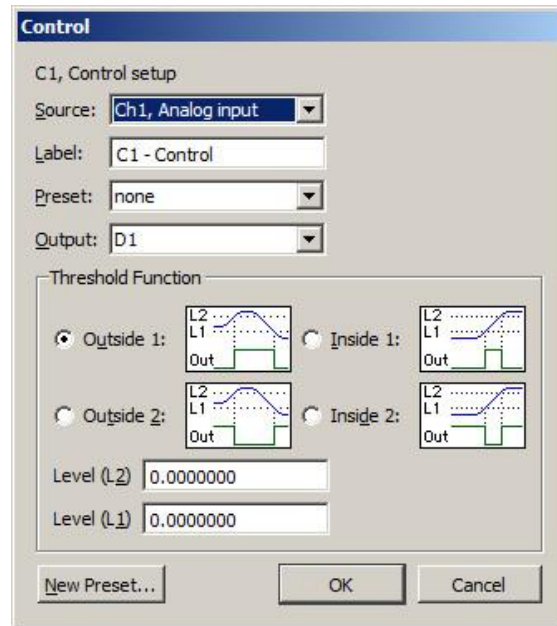 Control
C1, Control setup
Source: Ch1, Analog input
Label: C1 - Control
Preset: none
Output: D1
Threshold Function
Outside 1:
L2
L1
Out
Inside 1:
L2
L1
Out
Outside 2:
L2
L1
Out
Inside 2:
L2
L1
Out
Level (L2) 0.0000000
Level (L1) 0.0000000
New Preset...
OK
Cancel